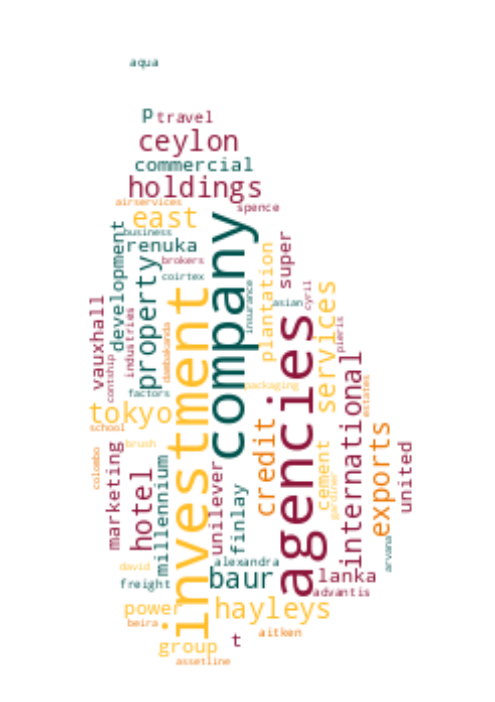 aqua
p
travel
ceylon
commercial
holdings
airservices
spence
east
business
renuka
development
brokers
super
coirtex
company
property
plantation
insurance
asian
cyril
services
investment
agencies
vauxhall
industries
daebakanda
contship
pieris
factors
packaging
estates
international
tokyo
school
credit
exports
brush
colombo
marketing
hotel
millennium
unilever
finlay
cement
gardiner
united
arvana
alexandra
david
freight
baur
lanka
advantis
power
hayleys
beira
t
aitken
group
assetline